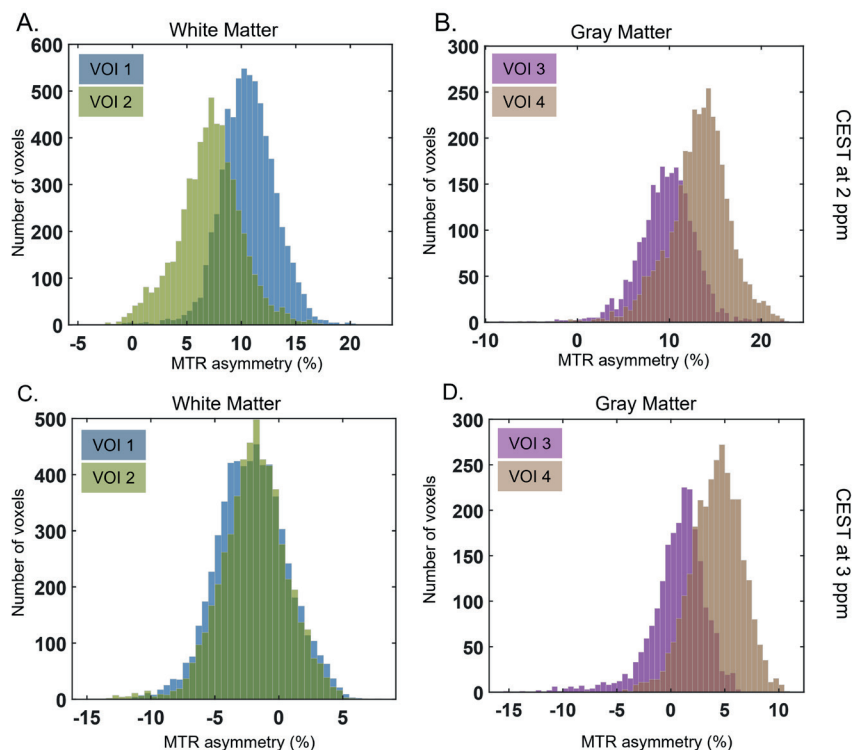 A.
White Matter
600
500
400
300
200
100
0
Number of voxels
VOI 1
VOI 2
-5
0
5
10
15
20
MTR asymmetry (%)
B.
Gray Matter
300
250
200
150
100
50
0
Number of voxels
VOI 3
VOI 4
-10
0
10
20
MTR asymmetry (%)
CEST at 2 ppm
C.
White Matter
500
400
300
200
100
0
Number of voxels
VOI 1
VOI 2
-15
-10
-5
0
5
MTR asymmetry (%)
D.
Gray Matter
300
250
200
150
100
50
0
Number of voxels
VOI 3
VOI 4
-15
-10
-5
0
5
10
MTR asymmetry (%)
CEST at 3 ppm